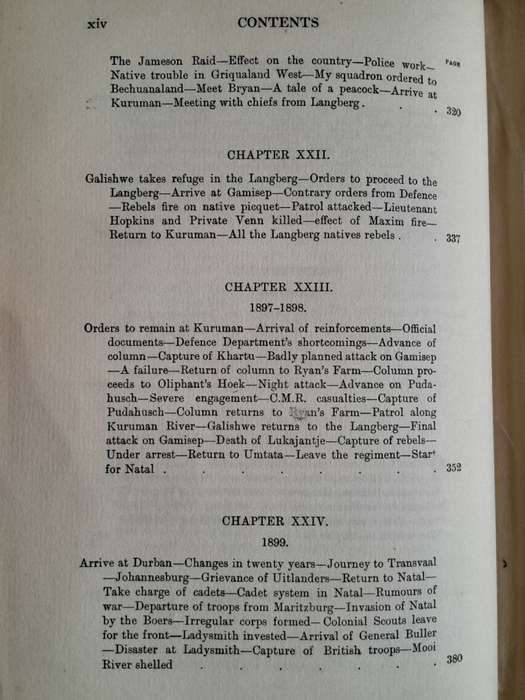 xiv CONTENTS
PAGE
The Jameson Raid—Effect on the country—Police work—
Native trouble in Griqualand West—My squadron ordered to
Bechuanaland—Meet Bryan—A tale of a peacock—Arrive at
Kuruman—Meeting with chiefs from Langberg . . . 320
CHAPTER XXII.
Galishwe takes refuge in the Langberg—Orders to proceed to the
Langberg—Arrive at Gamisep—Contrary orders from Defence
—Rebels fire on native picquet—Patrol attacked—Lieutenant
Hopkins and Private Venn killed—effect of Maxim fire—
Return to Kuruman—All the Langberg natives rebels . . 337
CHAPTER XXIII.
1897-1898.
Orders to remain at Kuruman—Arrival of reinforcements—Official
documents—Defence Department's shortcomings—Advance of
column—Capture of Khartu—Badly planned attack on Gamisep
—A failure—Return of column to Ryan's Farm—Column pro-
ceeds to Oliphant's Hoek—Night attack—Advance on Puda-
husch—Severe engagement—C.M.R. casualties—Capture of
Pudahusch—Column returns to Ryan's Farm—Patrol along
Kuruman River—Galishwe returns to the Langberg—Final
attack on Gamisep—Death of Lukajantje—Capture of rebels—
Under arrest—Return to Umtata—Leave the regiment—Start
for Natal . . . . . . . . 352
CHAPTER XXIV.
1899.
Arrive at Durban—Changes in twenty years—Journey to Transvaal
—Johannesburg—Grievance of Uitlanders—Return to Natal—
Take charge of cadets—Cadet system in Natal—Rumours of
war—Departure of troops from Maritzburg—Invasion of Natal
by the Boers—Irregular corps formed— Colonial Scouts leave
for the front—Ladysmith invested—Arrival of General Buller
—Disaster at Ladysmith—Capture of British troops—Mooi
River shelled . . . . . . . 380